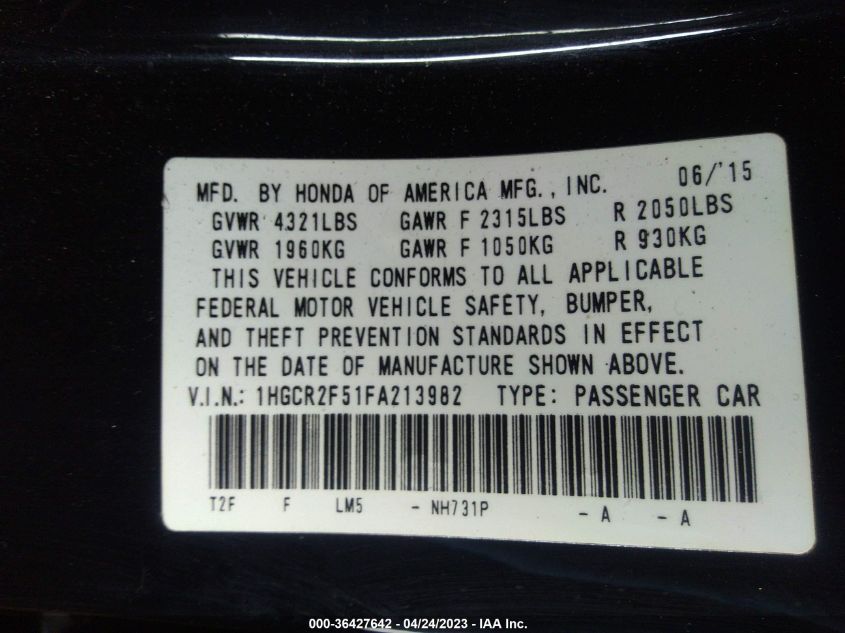 MFD. BY HONDA OF AMERICA MFG., INC. 06/'15
GVWR 4321LBS GAWR F 2315LBS R 2050LBS
GVWR 1960KG GAWR F 1050KG R 930KG
THIS VEHICLE CONFORMS TO ALL APPLICABLE
FEDERAL MOTOR VEHICLE SAFETY, BUMPER,
AND THEFT PREVENTION STANDARDS IN EFFECT
ON THE DATE OF MANUFACTURE SHOWN ABOVE.
V.I.N.: 1HGCR2F51FA213982 TYPE: PASSENGER CAR
T2F F LM5 - NH731P - A - A
000-36427642 - 04/24/2023 - IAA Inc.